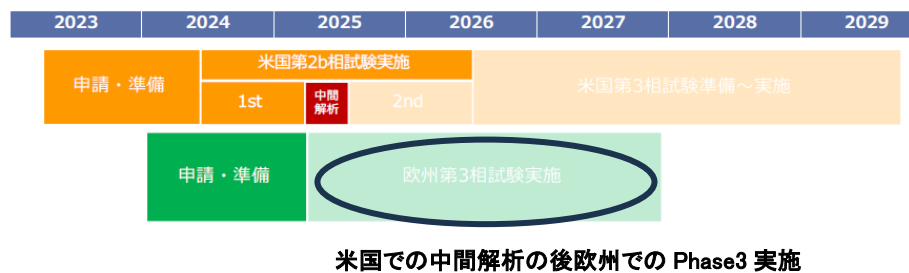 2023 2024 2025 2026 2027 2028 2029
申請・準備
米国第2b相試験実施
1st
中間
解析
2nd
米国第3相試験準備～実施
申請・準備
欧州第3相試験実施
米国での中間解析の後欧州での Phase3 実施